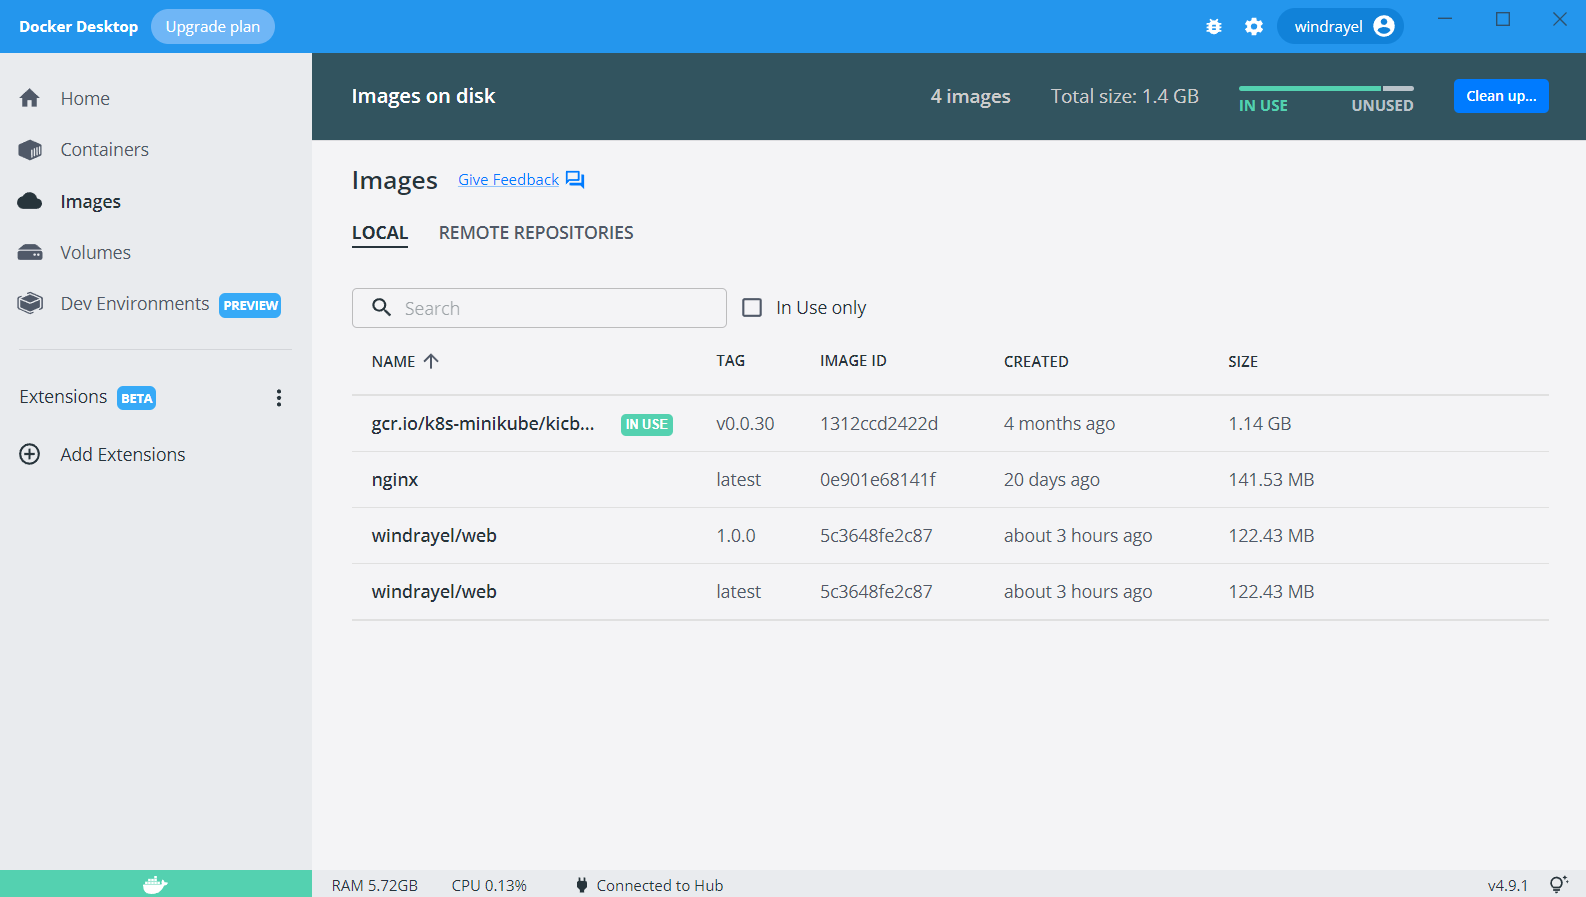 Docker Desktop Upgrade plan windrayel
Home
Containers
Images
Volumes
Dev Environments PREVIEW
Extensions BETA
Add Extensions
Images on disk 4 images Total size: 1.4 GB IN USE UNUSED Clean up...
Images Give Feedback
LOCAL REMOTE REPOSITORIES
Search In Use only
NAME TAG IMAGE ID CREATED SIZE
gcr.io/k8s-minikube/kicb... IN USE v0.0.30 1312ccd2422d 4 months ago 1.14 GB
nginx latest 0e901e68141f 20 days ago 141.53 MB
windrayel/web 1.0.0 5c3648fe2c87 about 3 hours ago 122.43 MB
windrayel/web latest 5c3648fe2c87 about 3 hours ago 122.43 MB
RAM 5.72GB CPU 0.13% Connected to Hub v4.9.1